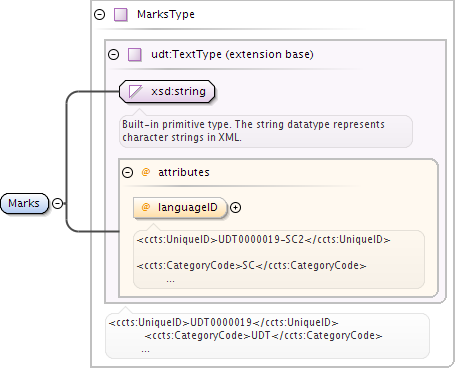 MarksType
udt:TextType (extension base)
xsd:string
Built-in primitive type. The string datatype represents
character strings in XML.
@ attributes
Marks
@ languageID
<ccts:UniqueID>UDT0000019-SC2</ccts:UniqueID>
<ccts:CategoryCode>SC</ccts:CategoryCode>
...
<ccts:UniqueID>UDT0000019</ccts:UniqueID>
<ccts:CategoryCode>UDT</ccts:CategoryCode>
...